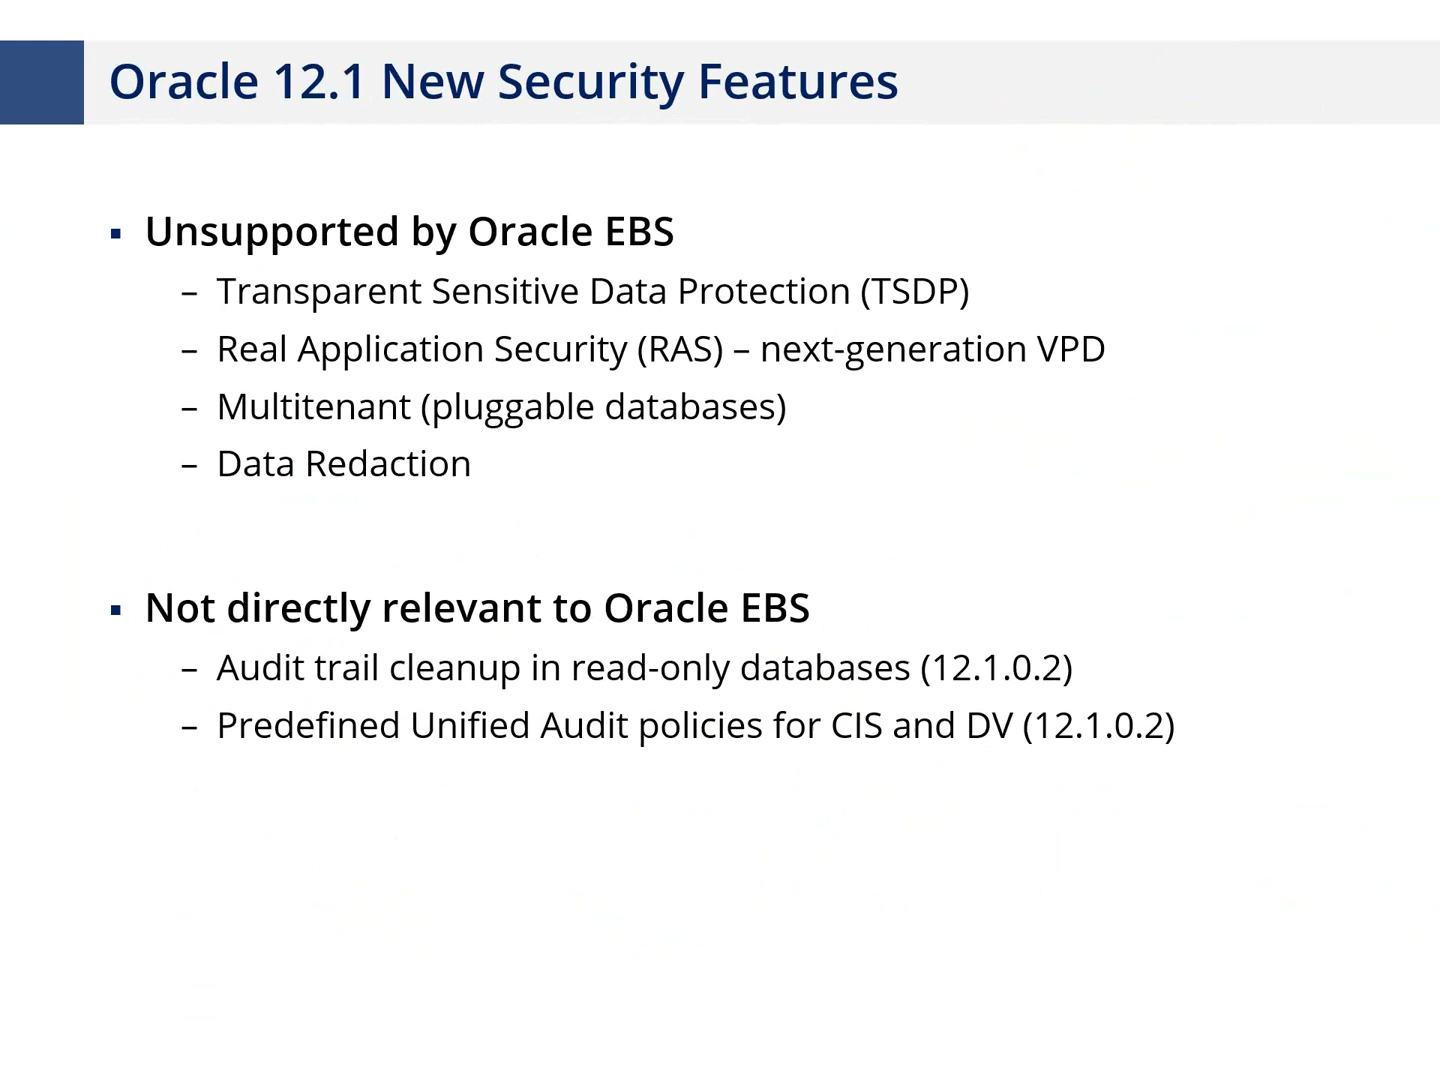 Oracle 12.1 New Security Features
▪ Unsupported by Oracle EBS
– Transparent Sensitive Data Protection (TSDP)
– Real Application Security (RAS) – next-generation VPD
– Multitenant (pluggable databases)
– Data Redaction
▪ Not directly relevant to Oracle EBS
– Audit trail cleanup in read-only databases (12.1.0.2)
– Predefined Unified Audit policies for CIS and DV (12.1.0.2)